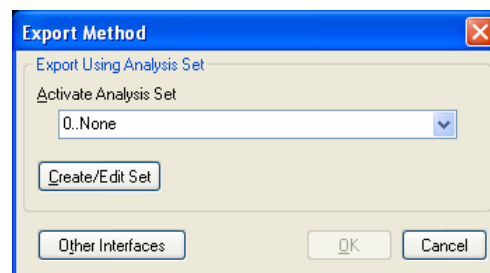 Export Method
Export Using Analysis Set
Activate Analysis Set
0..None
Create/Edit Set
Other Interfaces OK Cancel